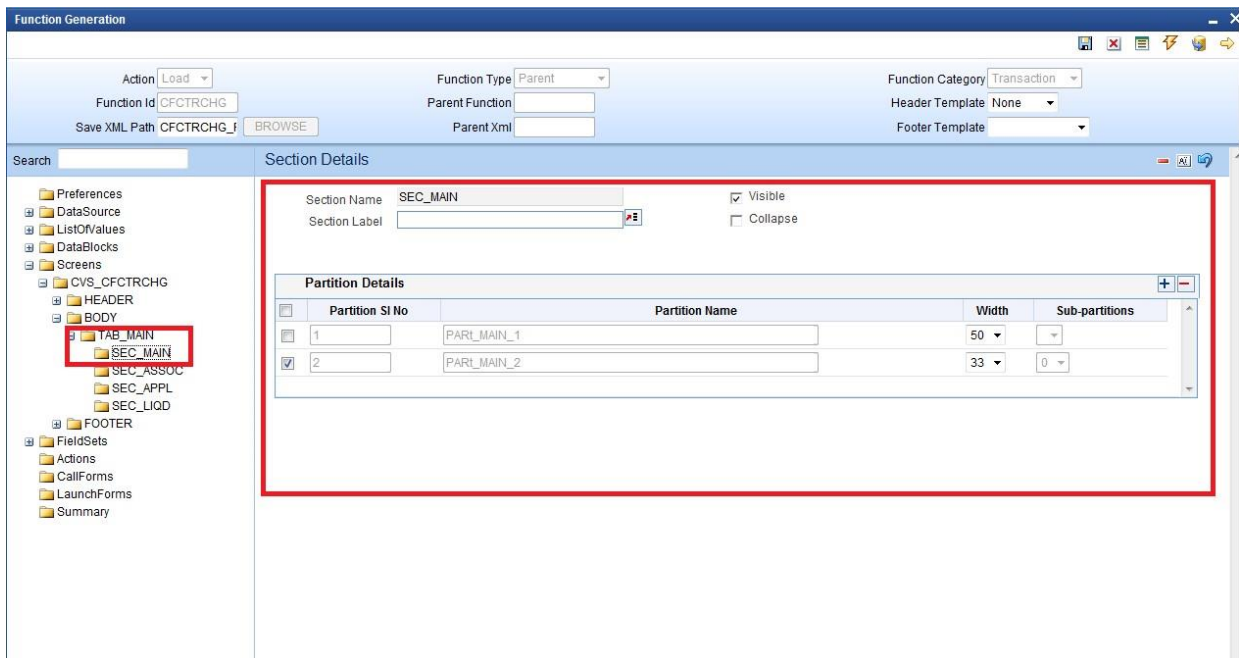 Function Generation
Action Load Function Type Parent Function Category Transaction
Function Id CFCTRCHG Parent Function Header Template None
Save XML Path CFCTRCHG_F BROWSE Parent Xml Footer Template
Search Section Details
Preferences
DataSource
ListOfValues
DataBlocks
Screens
CVS_CFCTRCHG
HEADER
BODY
TAB_MAIN
SEC_MAIN
SEC_ASSOC
SEC_APPL
SEC_LIQD
FOOTER
FieldSets
Actions
CallForms
LaunchForms
Summary
Section Name SEC_MAIN Visible
Section Label Collapse
Partition Details
Partition Sl No Partition Name Width Sub-partitions
1 PARt_MAIN_1 50
2 PARt_MAIN_2 33 0